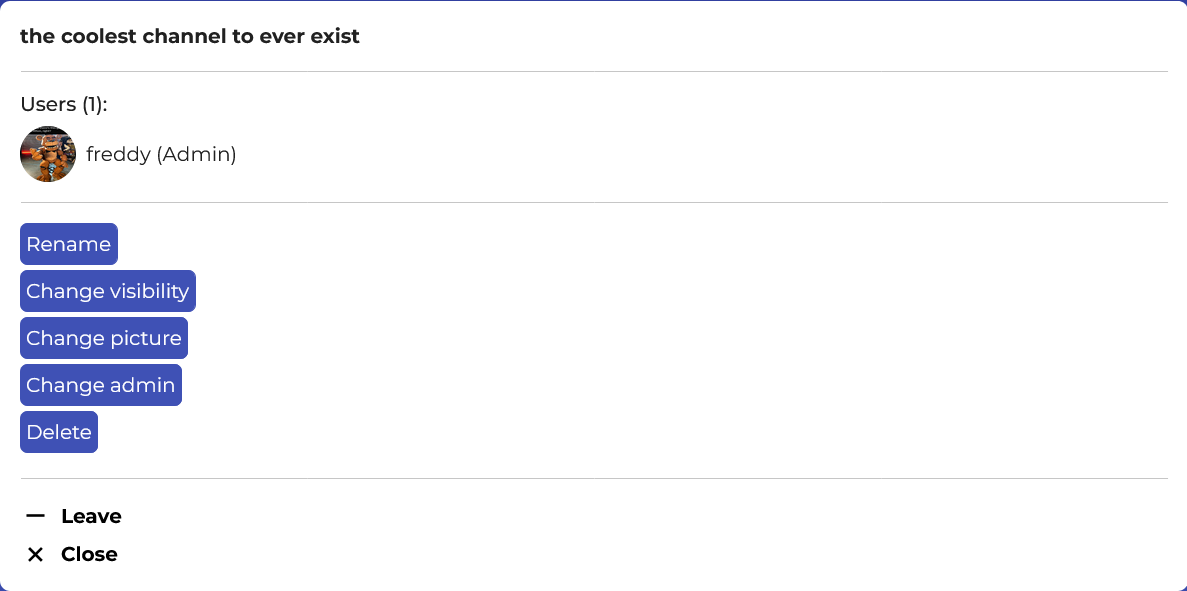 the coolest channel to ever exist
Users (1):
freddy (Admin)
Rename
Change visibility
Change picture
Change admin
Delete
Leave
Close